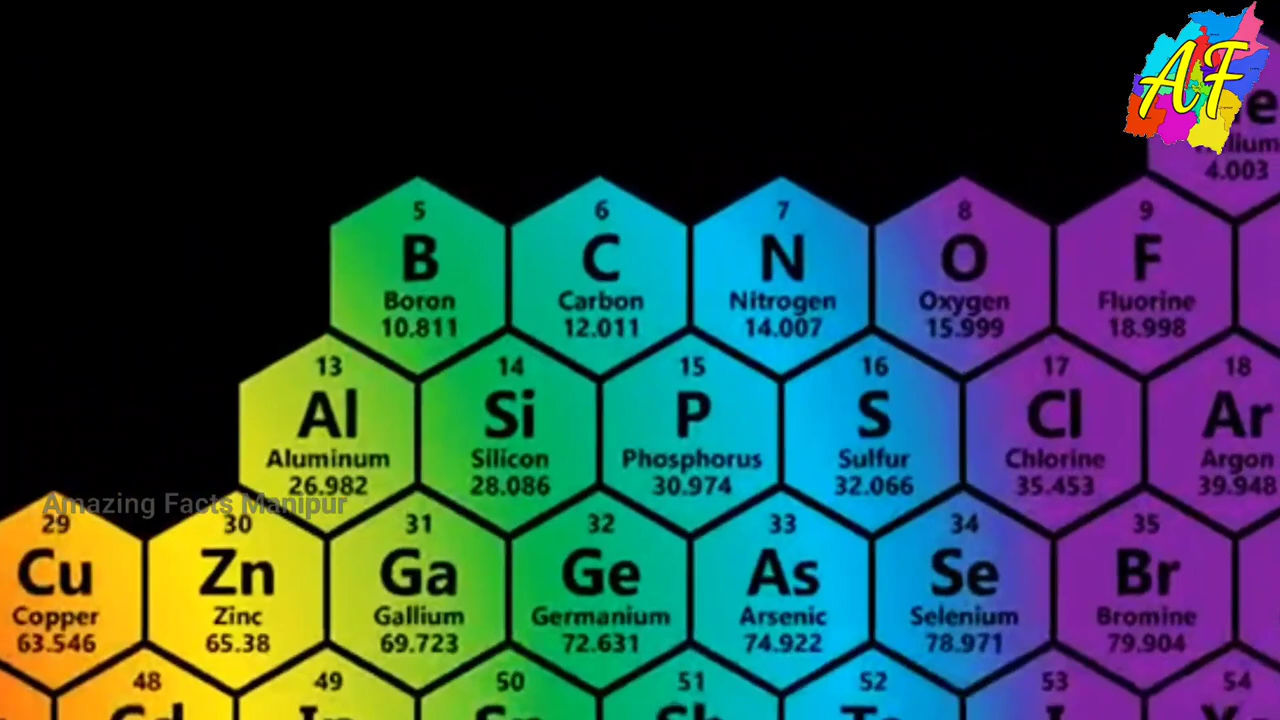 AF
4.003
5 6 7 8 9
B C N O F
Boron Carbon Nitrogen Oxygen Fluorine
10.811 12.011 14.007 15.999 18.998
13 14 15 16 17 18
Al Si P S Cl Ar
Aluminum Silicon Phosphorus Sulfur Chlorine Argon
26.982 28.086 30.974 32.066 35.453 39.948
Amazing Facts Manipur
29 30 31 32 33 34 35
Cu Zn Ga Ge As Se Br
Copper Zinc Gallium Germanium Arsenic Selenium Bromine
63.546 65.38 69.723 72.631 74.922 78.971 79.904
48 49 50 51 52 53 54